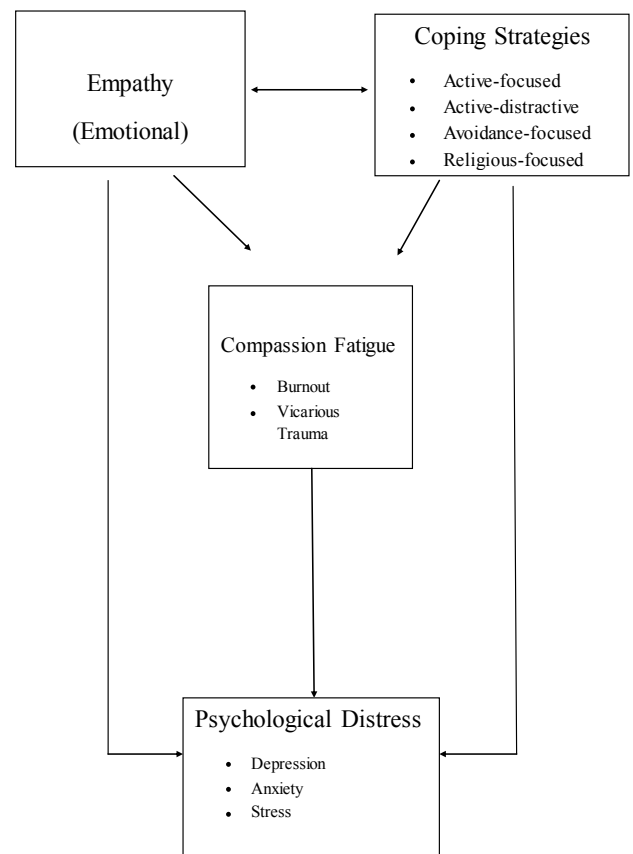 Empathy
(Emotional)
Coping Strategies
• Active-focused
• Active-distractive
• Avoidance-focused
• Religious-focused
Compassion Fatigue
• Burnout
• Vicarious
Trauma
Psychological Distress
• Depression
• Anxiety
• Stress